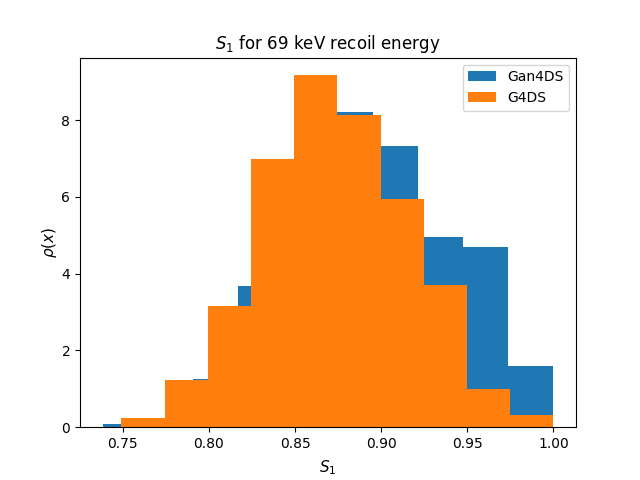 S₁ for 69 keV recoil energy
Gan4DS
G4DS
ρ(x)
8
6
4
2
0
0.75 0.80 0.85 0.90 0.95 1.00
S₁